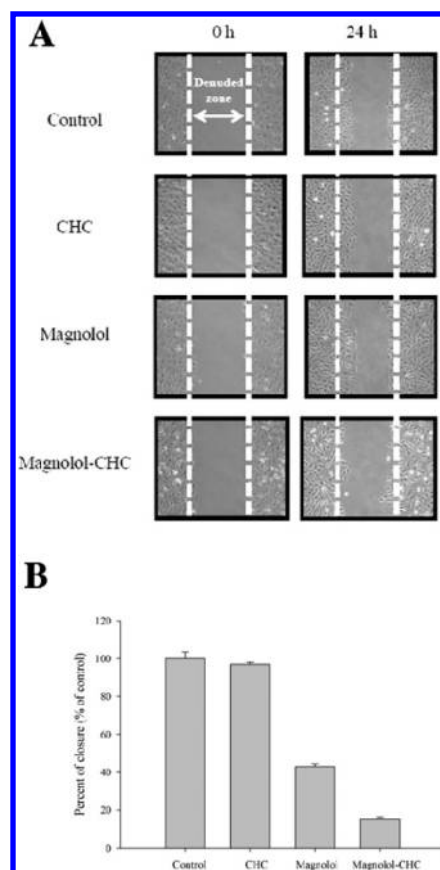 A
0 h 24 h
Control
Denuded
zone
CHC
Magnolol
Magnolol-CHC
B
Percent of closure (% of control)
120
100
80
60
40
20
0
Control CHC Magnolol Magnolol-CHC